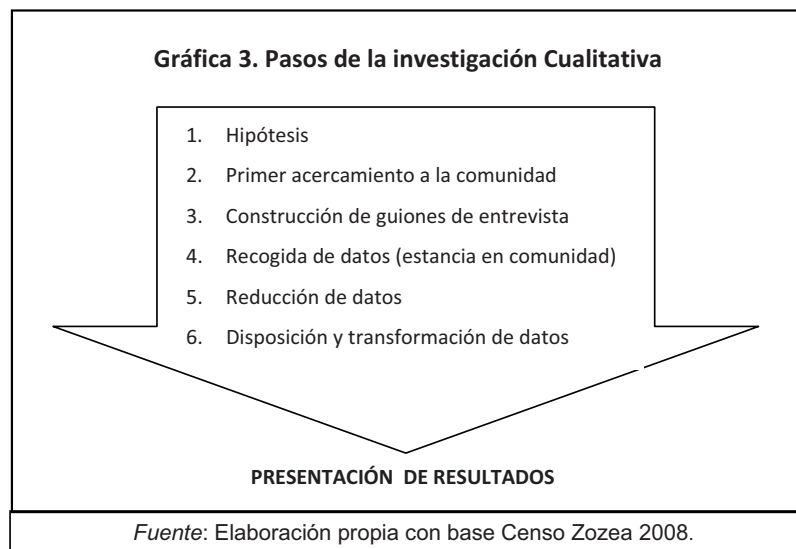 Gráfica 3. Pasos de la investigación Cualitativa
1. Hipótesis
2. Primer acercamiento a la comunidad
3. Construcción de guiones de entrevista
4. Recogida de datos (estancia en comunidad)
5. Reducción de datos
6. Disposición y transformación de datos
PRESENTACIÓN DE RESULTADOS
Fuente: Elaboración propia con base Censo Zozea 2008.